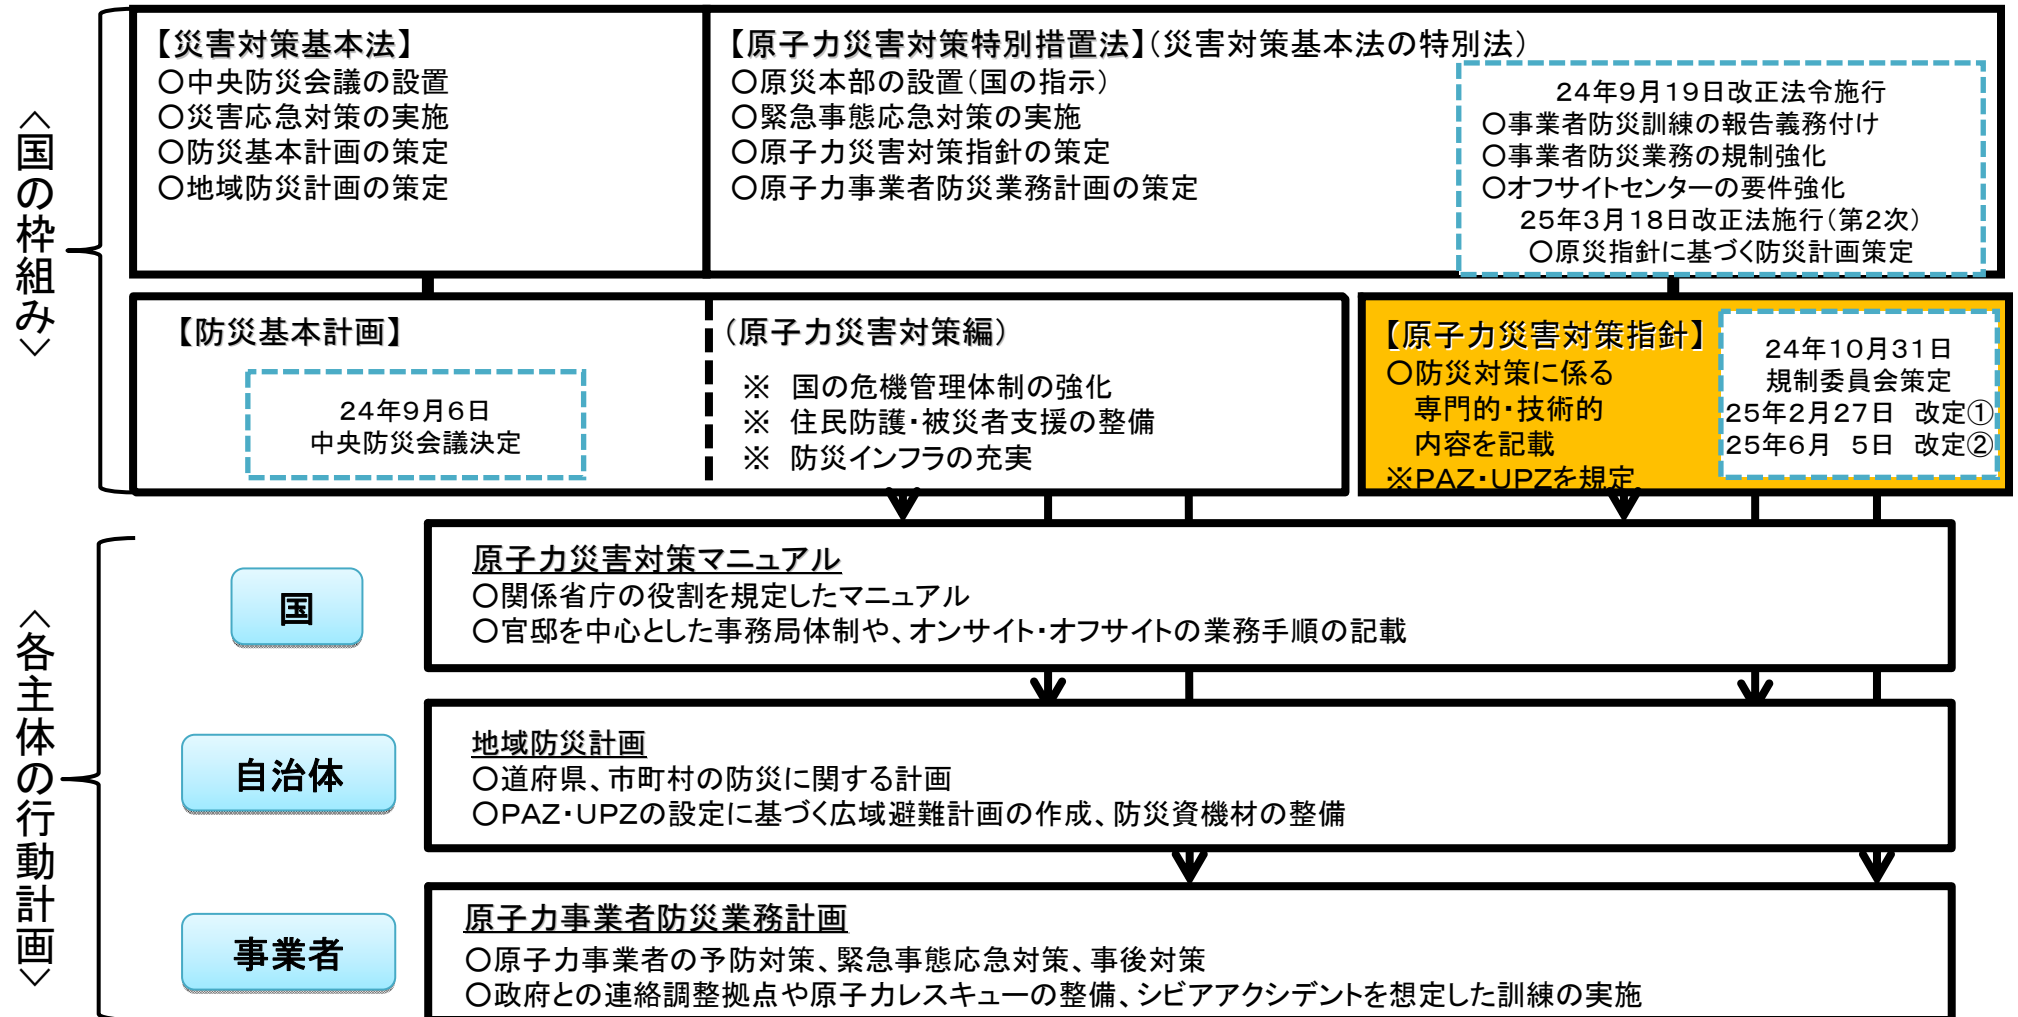 〈国の枠組み〉
【災害対策基本法】
○中央防災会議の設置
○災害応急対策の実施
○防災基本計画の策定
○地域防災計画の策定
【原子力災害対策特別措置法】(災害対策基本法の特別法)
○原災本部の設置(国の指示)
○緊急事態応急対策の実施
○原子力災害対策指針の策定
○原子力事業者防災業務計画の策定
24年9月19日改正法令施行
○事業者防災訓練の報告義務付け
○事業者防災業務の規制強化
○オフサイトセンターの要件強化
25年3月18日改正法施行(第2次)
○原災指針に基づく防災計画策定
【防災基本計画】
24年9月6日
中央防災会議決定
(原子力災害対策編)
※ 国の危機管理体制の強化
※ 住民防護・被災者支援の整備
※ 防災インフラの充実
【原子力災害対策指針】
○防災対策に係る
専門的・技術的
内容を記載
※PAZ・UPZを規定
24年10月31日
規制委員会策定
25年2月27日 改定①
25年6月 5日 改定②
〈各主体の行動計画〉
国
原子力災害対策マニュアル
○関係省庁の役割を規定したマニュアル
○官邸を中心とした事務局体制や、オンサイト・オフサイトの業務手順の記載
自治体
地域防災計画
○道府県、市町村の防災に関する計画
○PAZ・UPZの設定に基づく広域避難計画の作成、防災資機材の整備
事業者
原子力事業者防災業務計画
○原子力事業者の予防対策、緊急事態応急対策、事後対策
○政府との連絡調整拠点や原子力レスキューの整備、シビアアクシデントを想定した訓練の実施